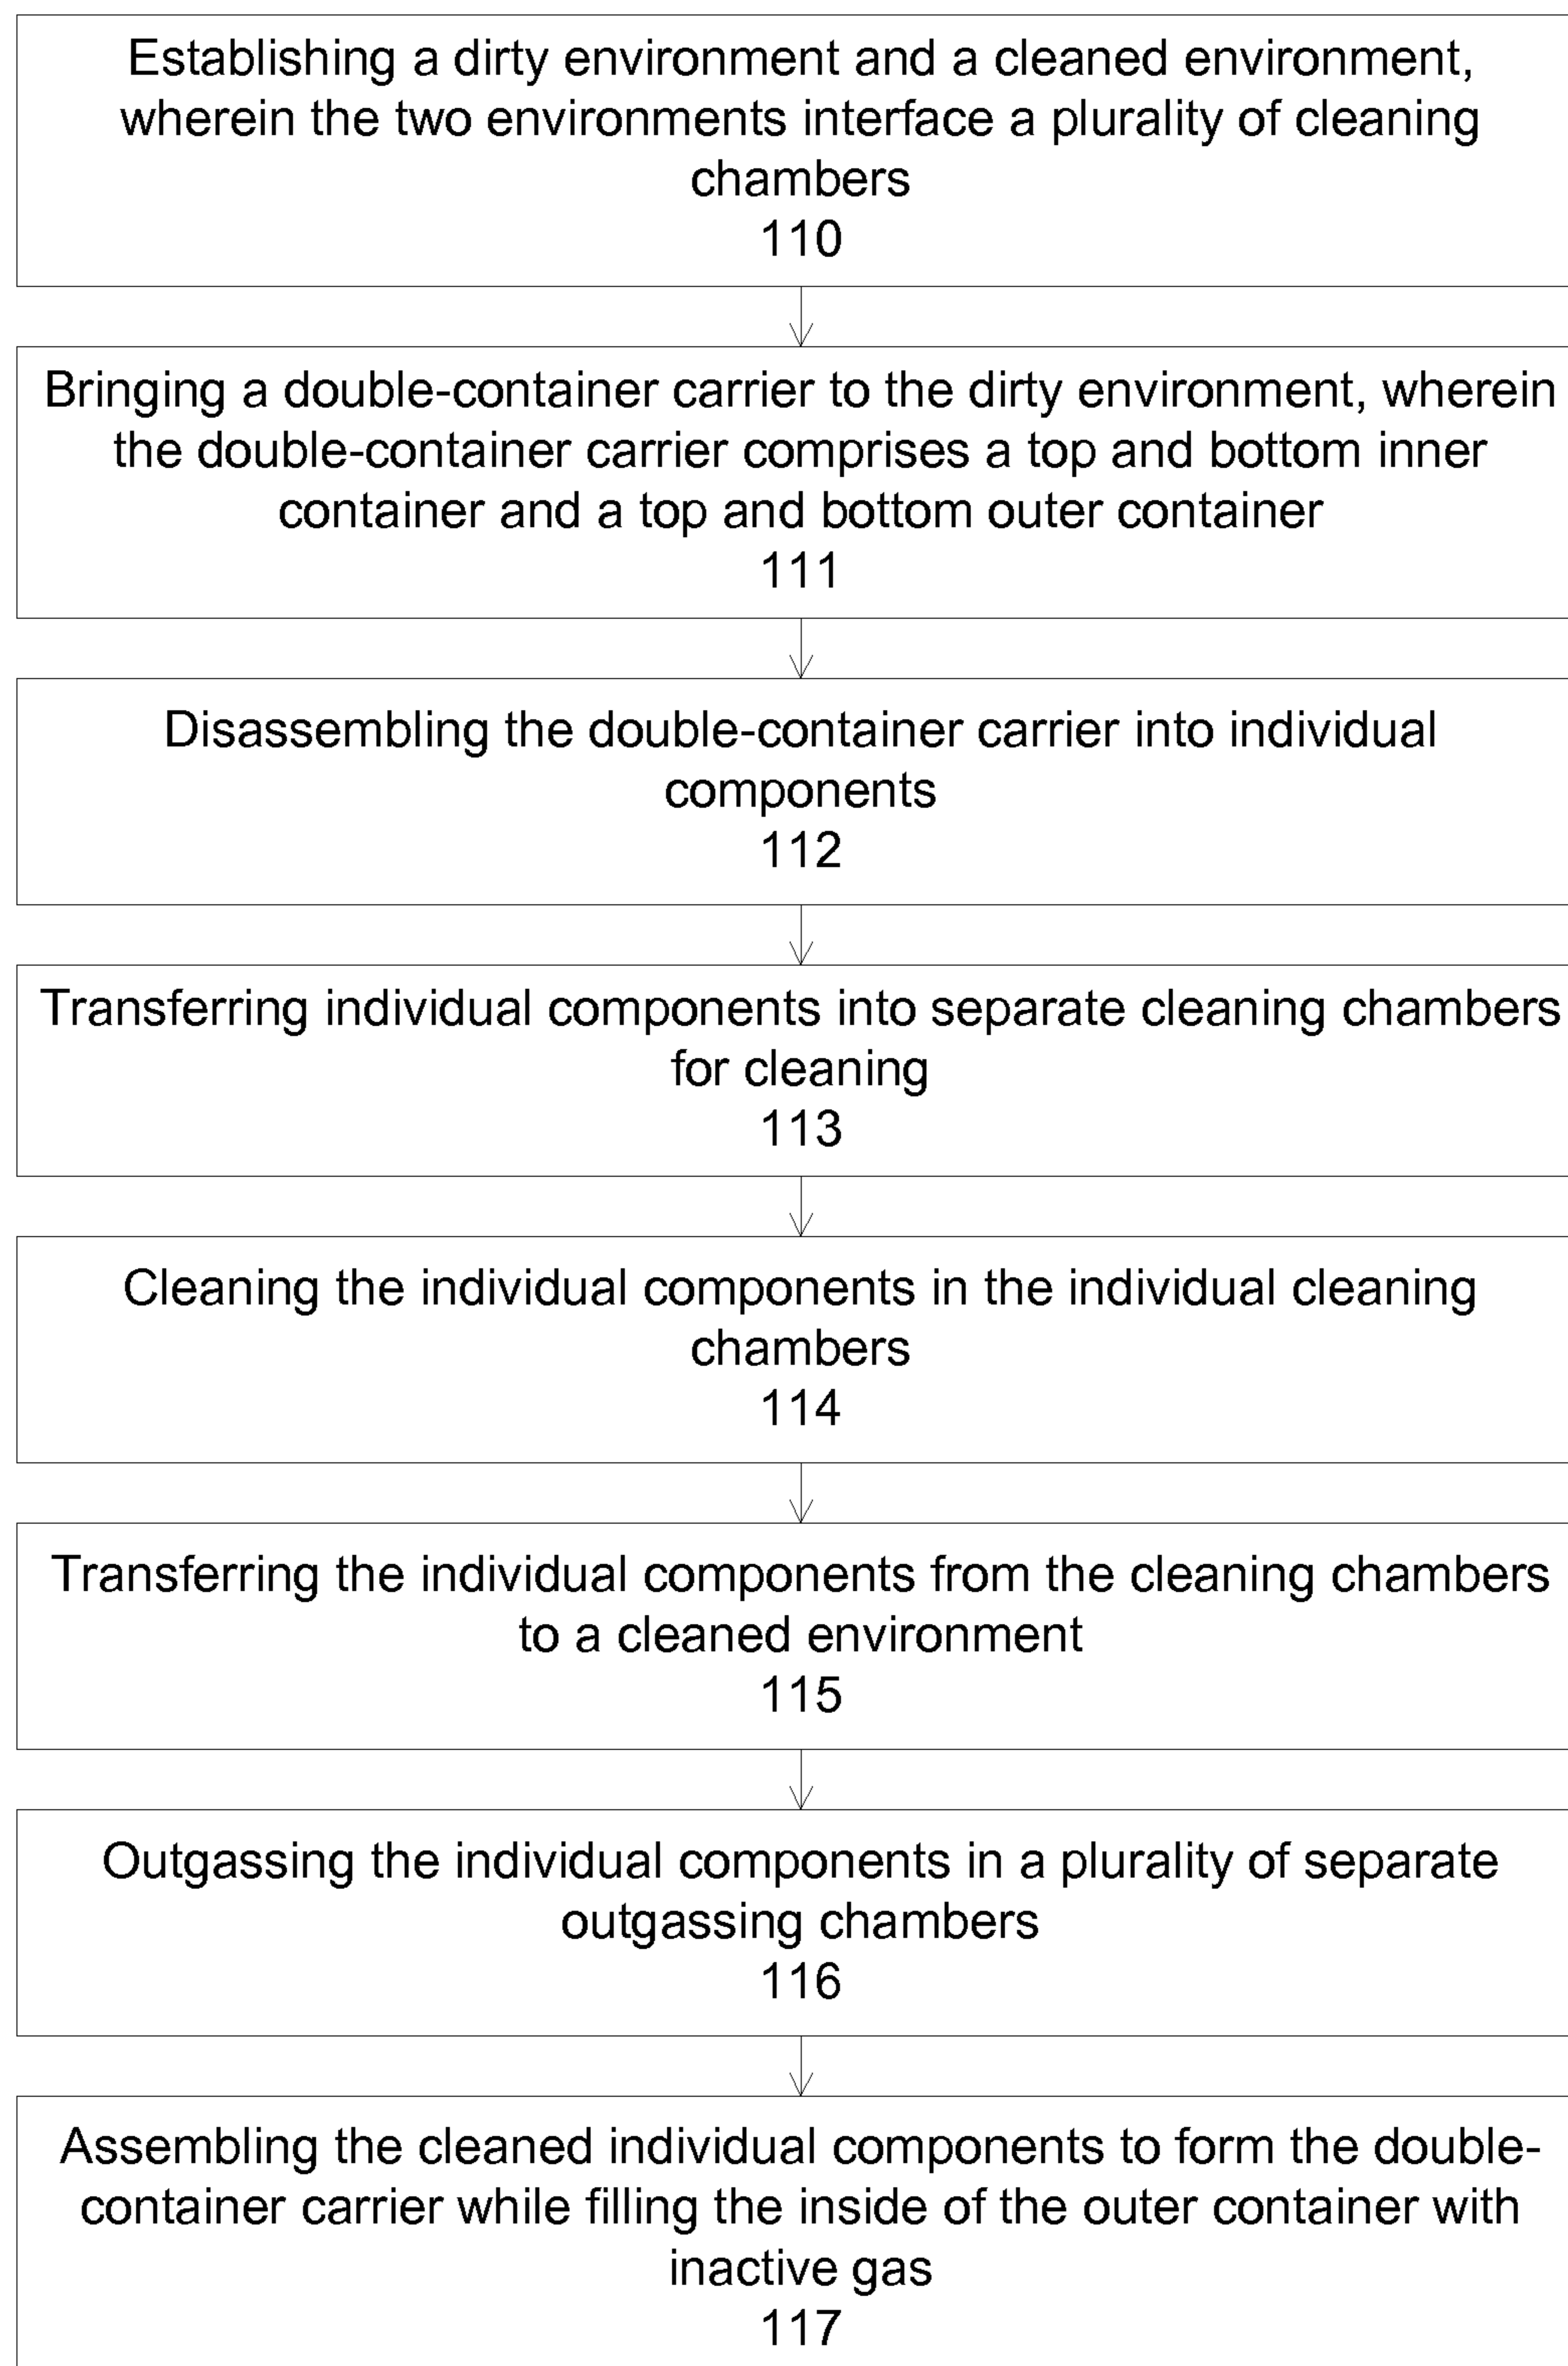 Establishing a dirty environment and a cleaned environment,
wherein the two environments interface a plurality of cleaning
chambers
110
Bringing a double-container carrier to the dirty environment, wherein
the double-container carrier comprises a top and bottom inner
container and a top and bottom outer container
111
Disassembling the double-container carrier into individual
components
112
Transferring individual components into separate cleaning chambers
for cleaning
113
Cleaning the individual components in the individual cleaning
chambers
114
Transferring the individual components from the cleaning chambers
to a cleaned environment
115
Outgassing the individual components in a plurality of separate
outgassing chambers
116
Assembling the cleaned individual components to form the double-
container carrier while filling the inside of the outer container with
inactive gas
117